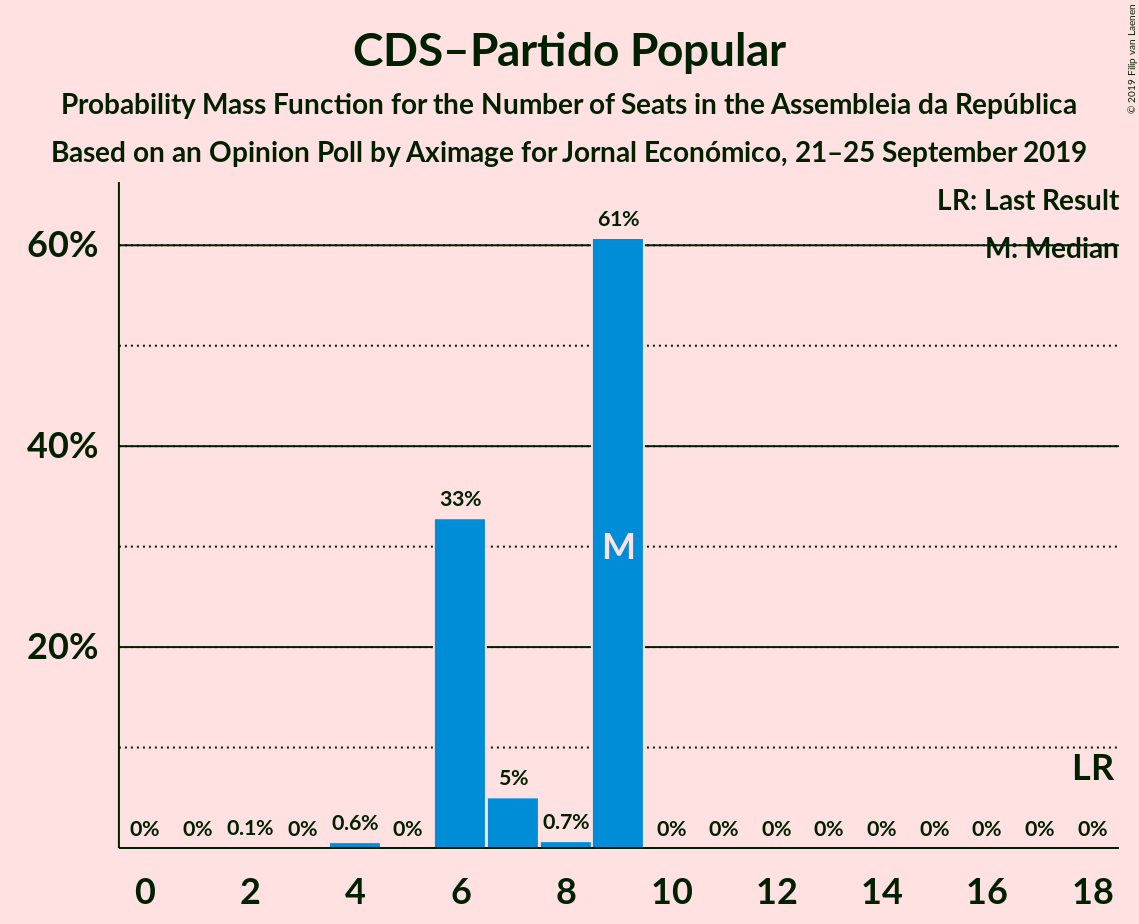 CDS–Partido Popular
Probability Mass Function for the Number of Seats in the Assembleia da República
Based on an Opinion Poll by Aximage for Jornal Económico, 21–25 September 2019
© 2019 Filip van Laenen
LR: Last Result
M: Median
60%
40%
20%
61%
33%
M
5%
LR
0% 0% 0.1% 0% 0.6% 0% 0.7% 0% 0% 0% 0% 0% 0% 0% 0% 0%
0 2 4 6 8 10 12 14 16 18